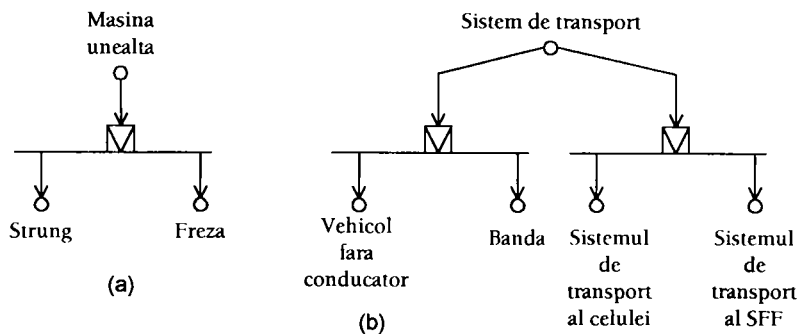 Masina
unealta
Strung
Freza
(a)
Sistem de transport
Vehicol
fara
conducator
Banda
Sistemul
de
transport
al celulei
Sistemul
de
transport
al SFF
(b)